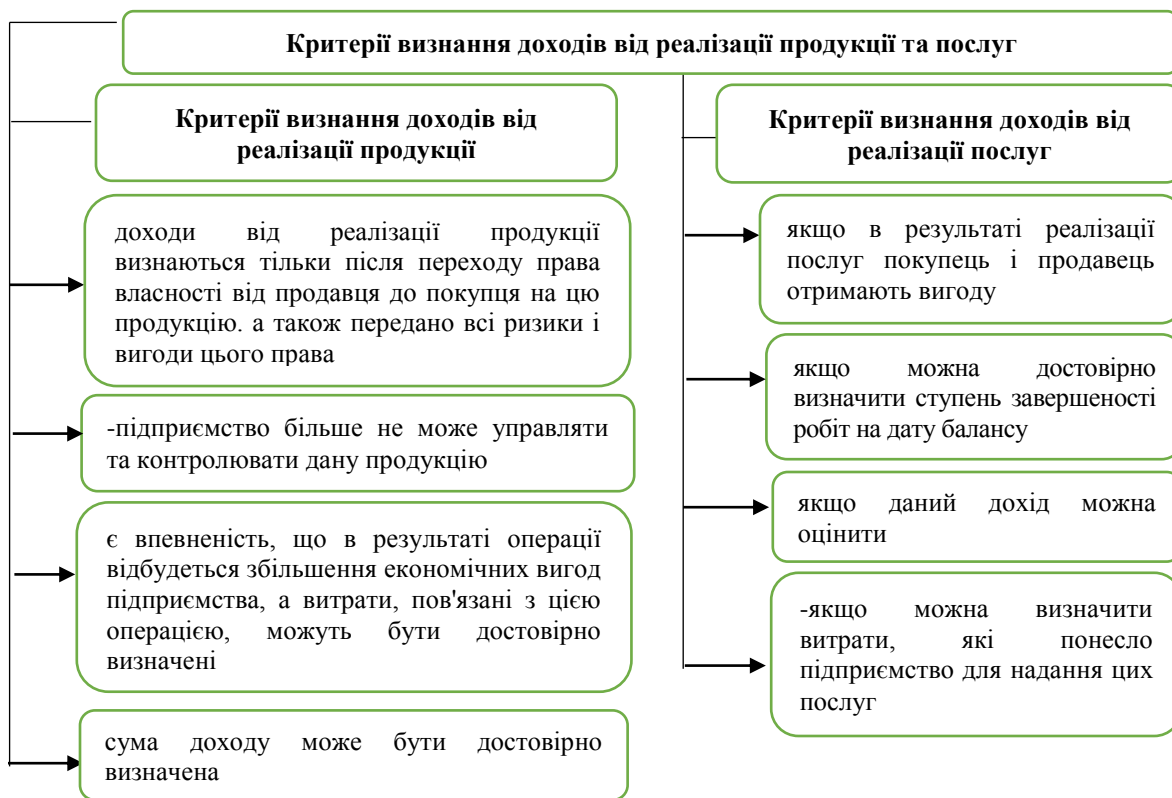 Критерії визнання доходів від реалізації продукції та послуг
Критерії визнання доходів від
реалізації продукції
доходи від реалізації продукції
визнаються тільки після переходу права
власності від продавця до покупця на цю
продукцію. а також передано всі ризики і
вигоди цього права
-підприємство більше не може управляти
та контролювати дану продукцію
є впевненість, що в результаті операції
відбудеться збільшення економічних вигод
підприємства, а витрати, пов'язані з цією
операцією, можуть бути достовірно
визначені
сума доходу може бути достовірно
визначена
Критерії визнання доходів від
реалізації послуг
якщо в результаті реалізації
послуг покупець і продавець
отримають вигоду
якщо можна достовірно
визначити ступень завершеності
робіт на дату балансу
якщо даний дохід можна
оцінити
-якщо можна визначити
витрати, які понесло
підприємство для надання цих
послуг